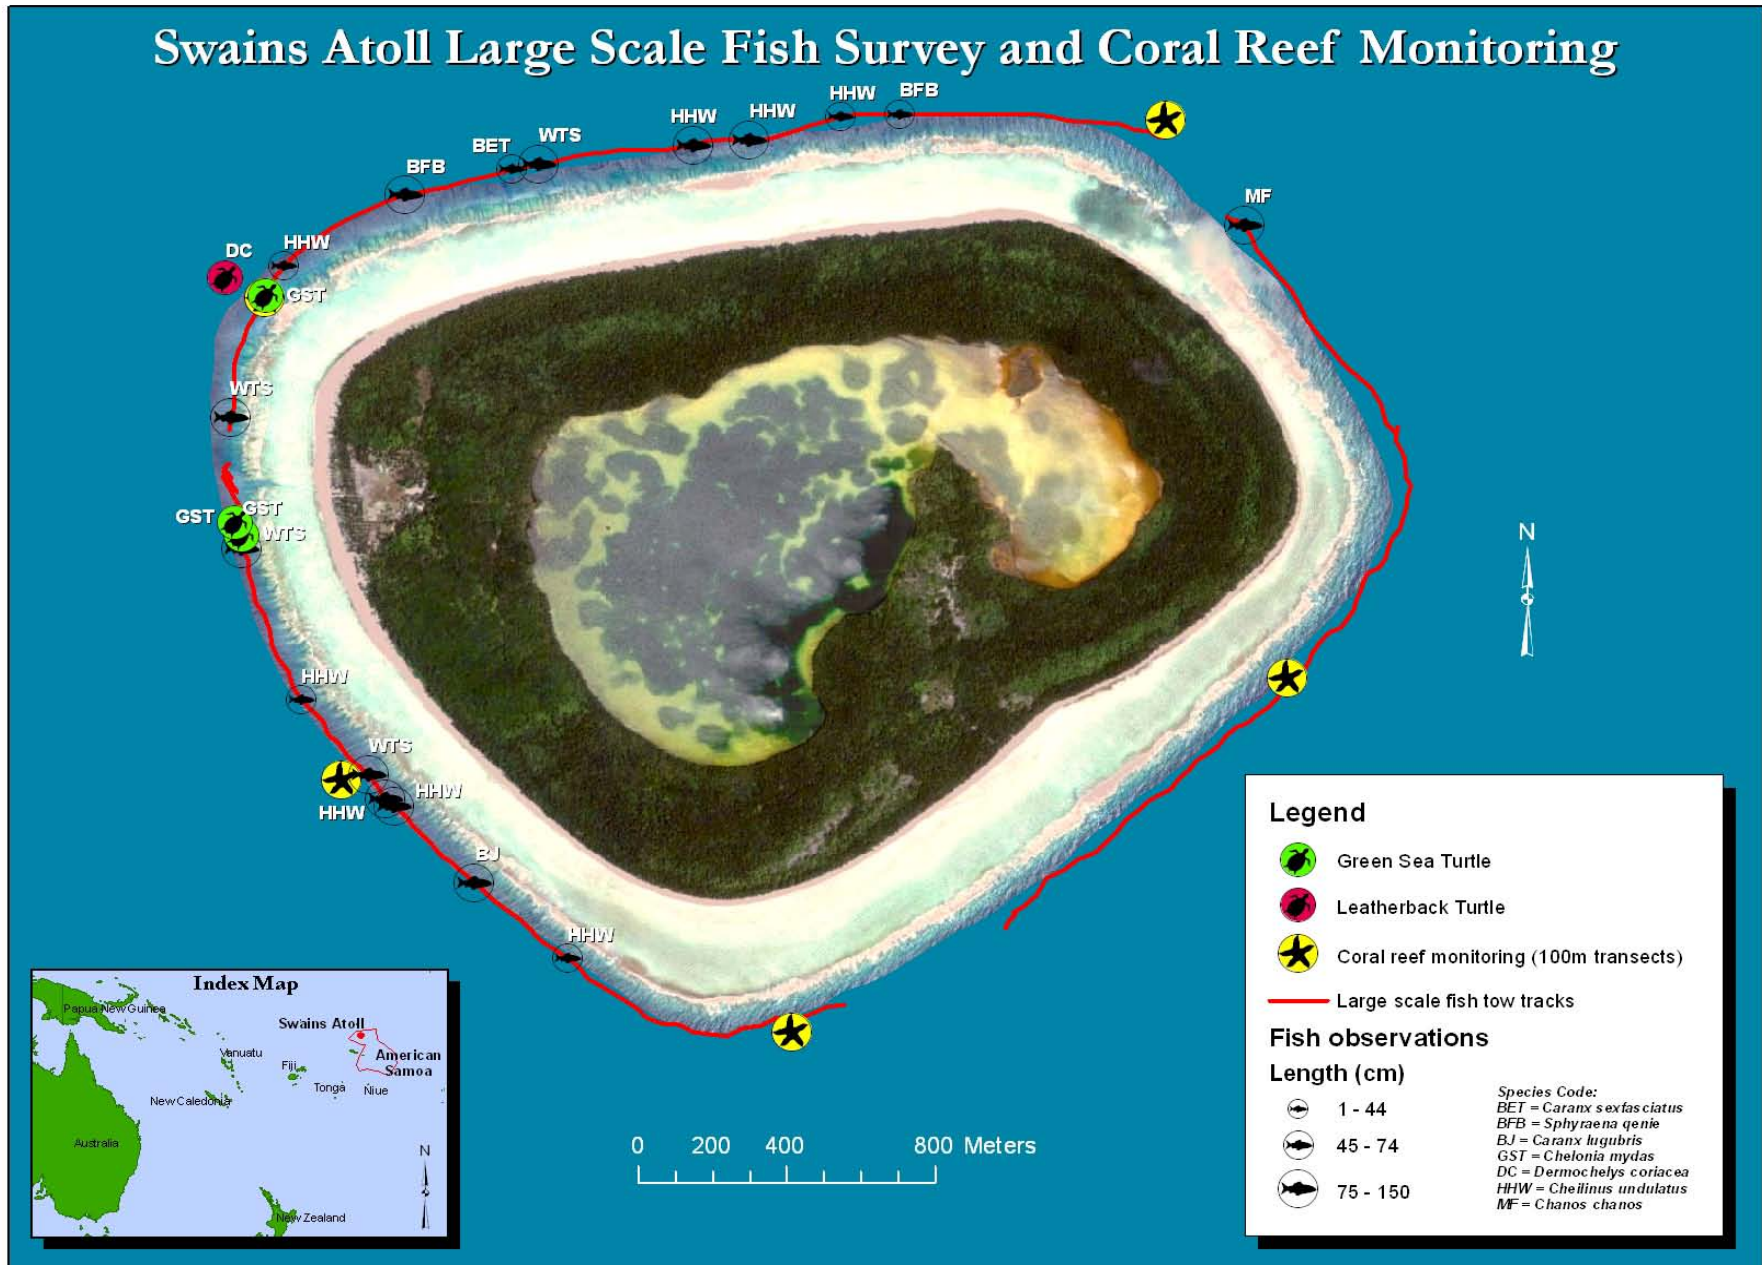 Swains Atoll Large Scale Fish Survey and Coral Reef Monitoring
HHW
BFB
HHW
HHW
WTS
BET
BFB
MF
HHW
DC
GST
WTS
GST
GST
WTS
HHW
WTS
HHW
HHW
BJ
HHW
N
Legend
Green Sea Turtle
Leatherback Turtle
Coral reef monitoring (100m transects)
Large scale fish tow tracks
Fish observations
Length (cm)
1 - 44
45 - 74
75 - 150
Species Code:
BET = Caranx sexfasciatus
BFB = Sphyraena qenie
BJ = Caranx lugubris
GST = Chelonia mydas
DC = Dermochelys coriacea
HHW = Cheilinus undulatus
MF = Chanos chanos
0 200 400 800 Meters
Index Map
Papua New Guinea
Swains Atoll
American
Samoa
Vanuatu
Fiji
Tonga
Niue
New Caledonia
Australia
New Zealand
N